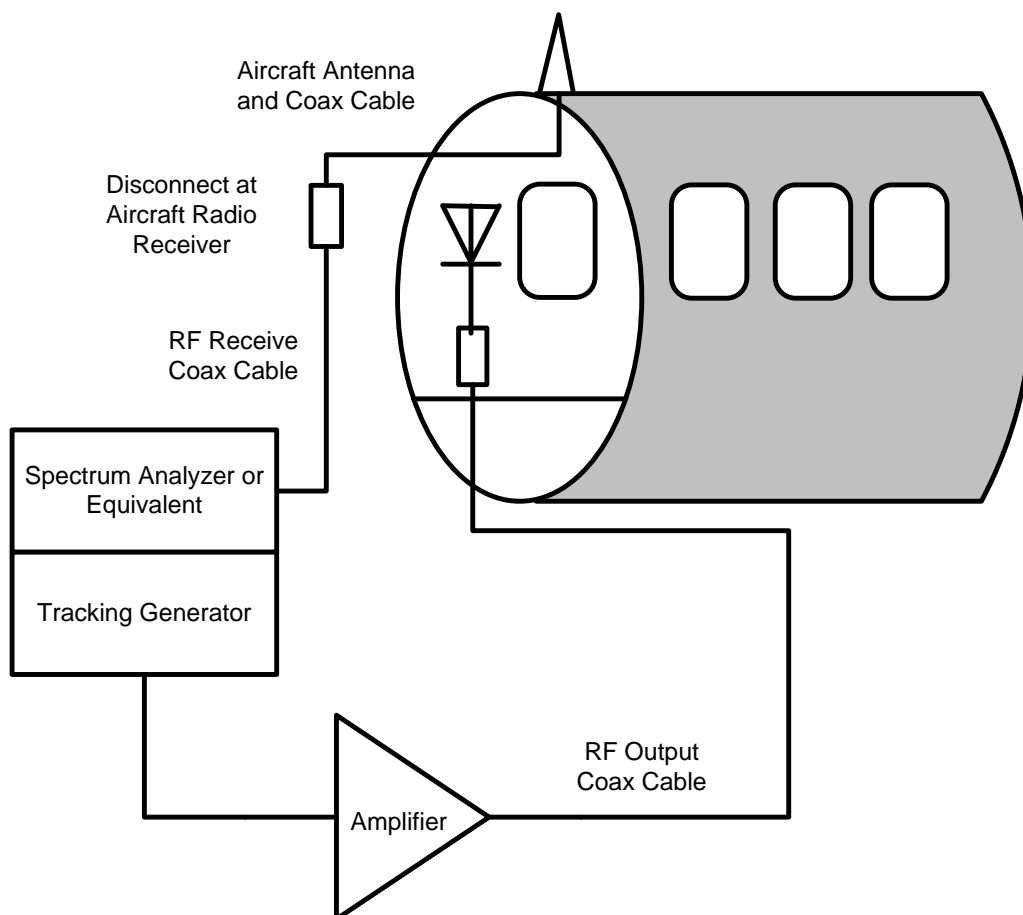 Aircraft Antenna
and Coax Cable
Disconnect at
Aircraft Radio
Receiver
RF Receive
Coax Cable
Spectrum Analyzer or
Equivalent
Tracking Generator
RF Output
Coax Cable
Amplifier